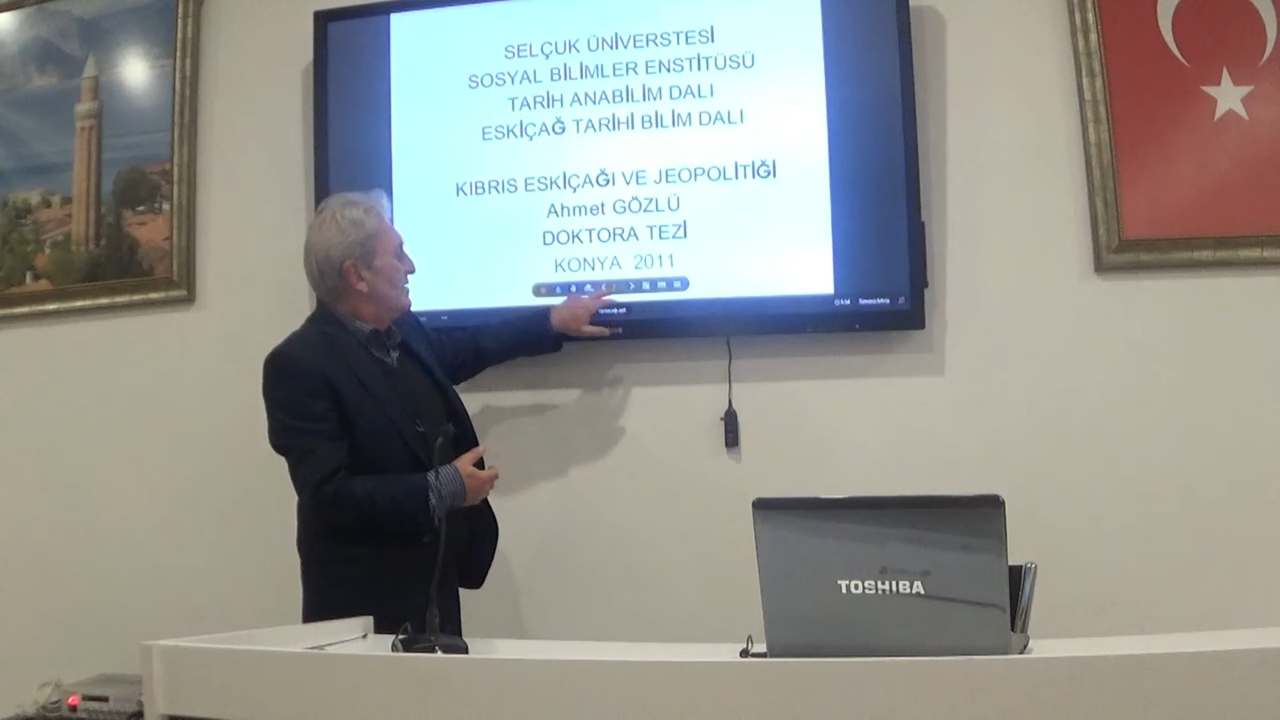 SELÇUK ÜNİVERSTESİ
SOSYAL BİLİMLER ENSTİTÜSÜ
TARİH ANABİLİM DALI
ESKİÇAĞ TARİHİ BİLİM DALI
KIBRIS ESKİÇAĞI VE JEOPOLİTİĞİ
Ahmet GÖZLÜ
DOKTORA TEZİ
KONYA 2011
TOSHIBA